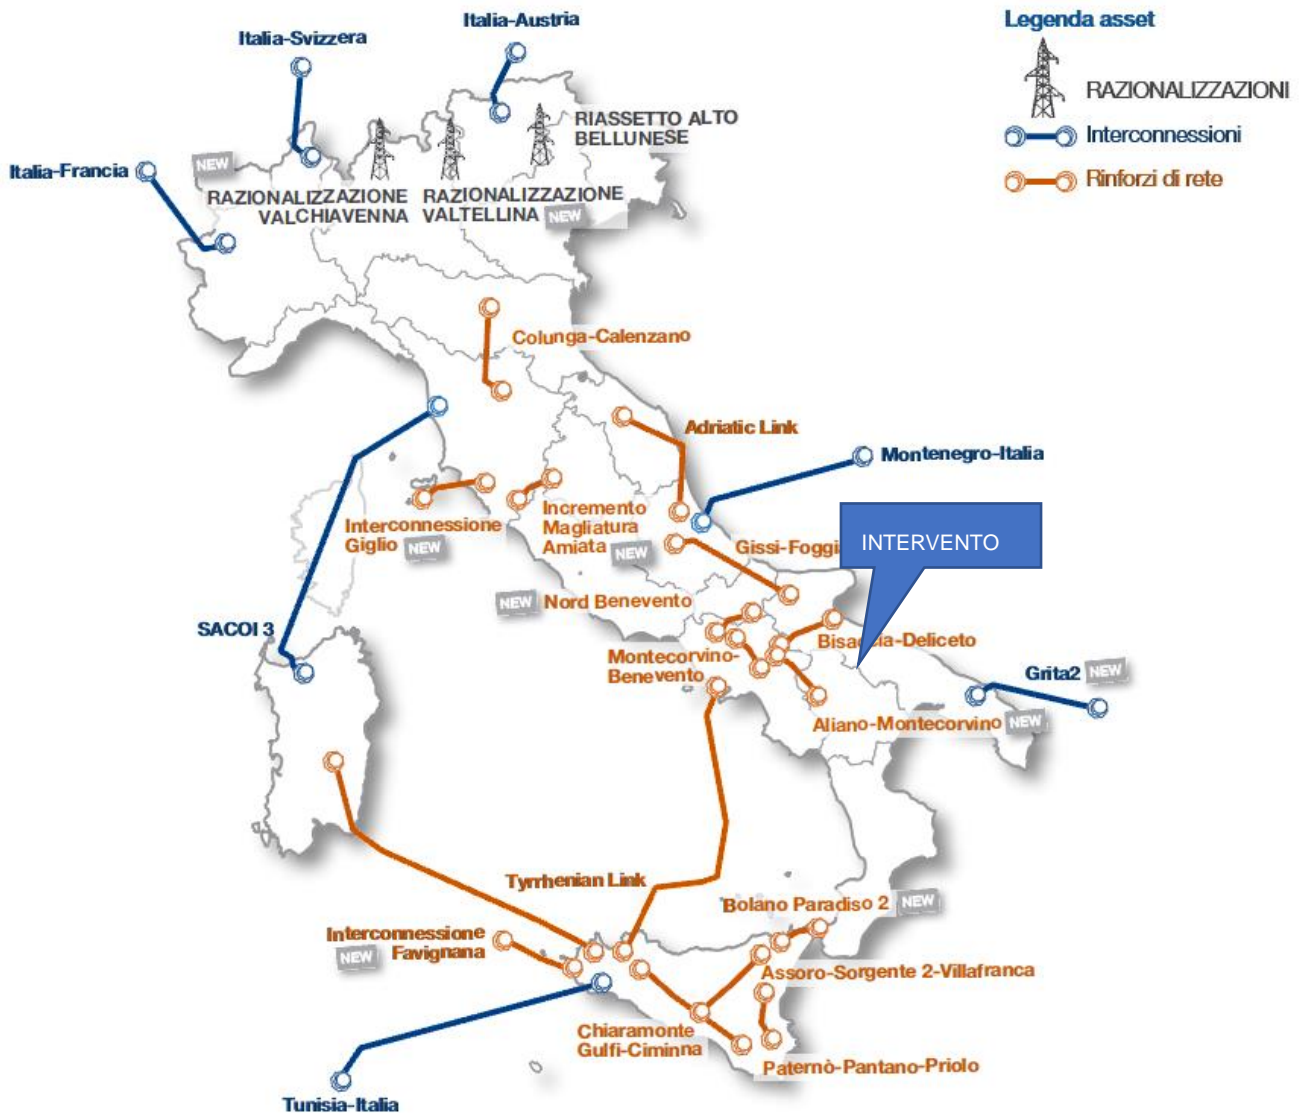 Italia-Austria
Legenda asset
Italia-Svizzera
RAZIONALIZZAZIONI
RIASSETTO ALTO
BELLUNESE
Interconnessioni
Italia-Francia
NEW
Rinforzi di rete
RAZIONALIZZAZIONE
VALCHIAVENNA
RAZIONALIZZAZIONE
VALTELLINA NEW
Colunga-Calenzano
Adriatic Link
Montenegro-Italia
Interconnessione
Giglio NEW
Incremento
Magliatura
Amiata NEW
Gissi-Foggi
INTERVENTO
NEW Nord Benevento
SACOI 3
Montecorvino-
Benevento
Bisaccia-Deliceto
Grita2 NEW
Aliano-Montecorvino NEW
Tyrrhenian Link
Bolano Paradiso 2 NEW
Interconnessione
NEW Favignana
Assoro-Sorgente 2-Villafranca
Chiaramonte
Gulfi-Ciminna
Paternò-Pantano-Priolo
Tunisia-Italia